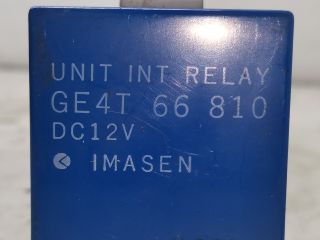 UNIT INT RELAY
GE4T 66 810
DC12V
IMASEN